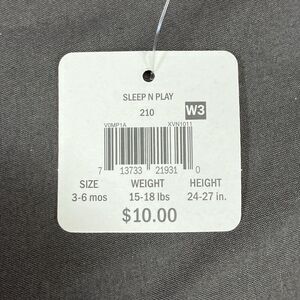 SLEEP N PLAY
210 W3
V0MP1A XVN1011
7 13733 21931 0
SIZE WEIGHT HEIGHT
3-6 mos 15-18 lbs 24-27 in.
$10.00